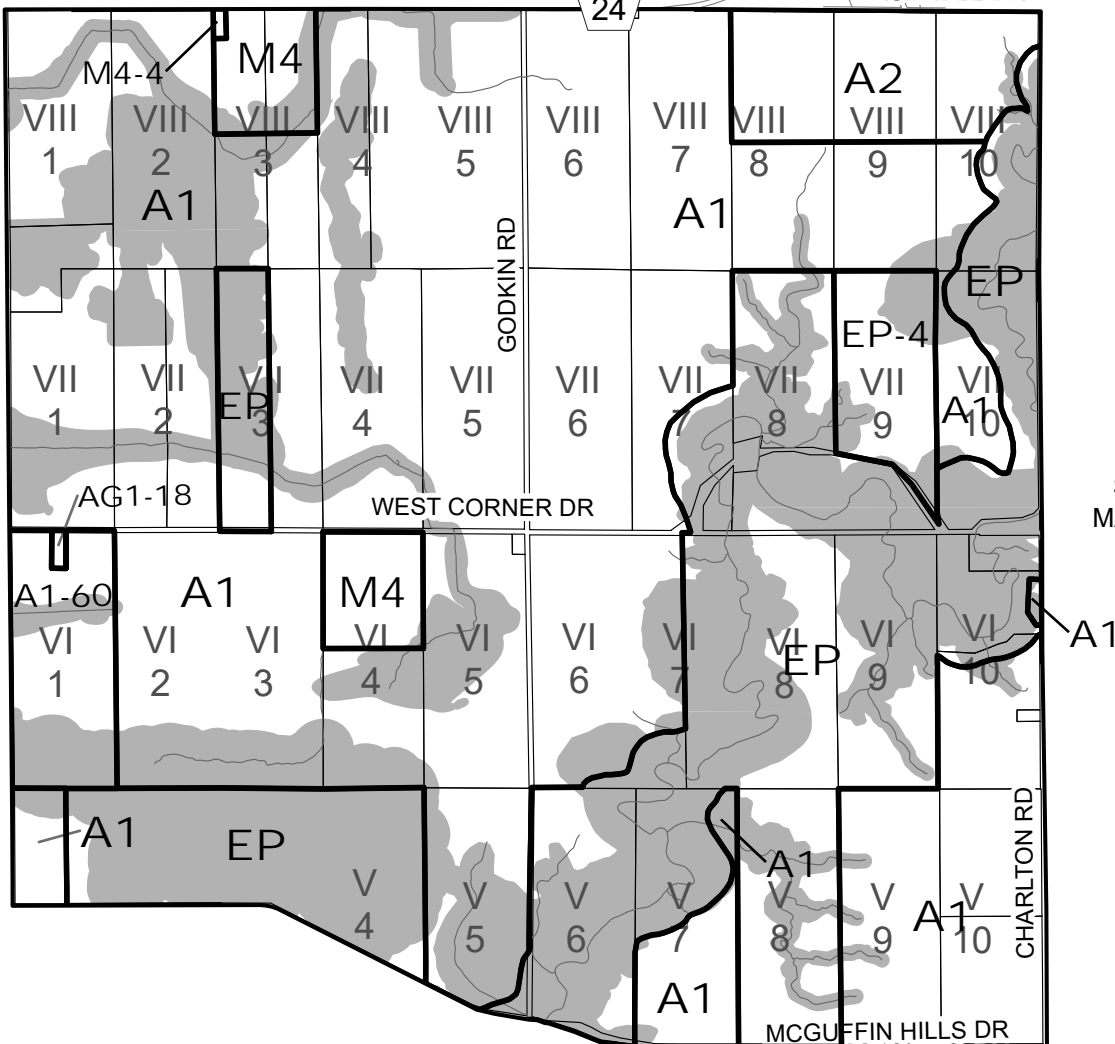 24
M4-4
M4
A2
VIII
1
VIII
2
VIII
3
VIII
4
VIII
5
VIII
6
VIII
7
VIII
8
VIII
9
VIII
10
A1
A1
GODKIN RD
EP
EP-4
VII
1
VII
2
VII
3
EP
VII
4
VII
5
VII
6
VII
7
VII
8
VII
9
VII
10
A1
AG1-18
WEST CORNER DR
A1-60
A1
M4
A1
VI
1
VI
2
VI
3
VI
4
VI
5
VI
6
VI
7
VI
8
EP
VI
9
VI
10
A1
EP
A1
V
4
V
5
V
6
V
7
V
8
V
9
A1
V
10
CHARLTON RD
A1
MCGUFFIN HILLS DR